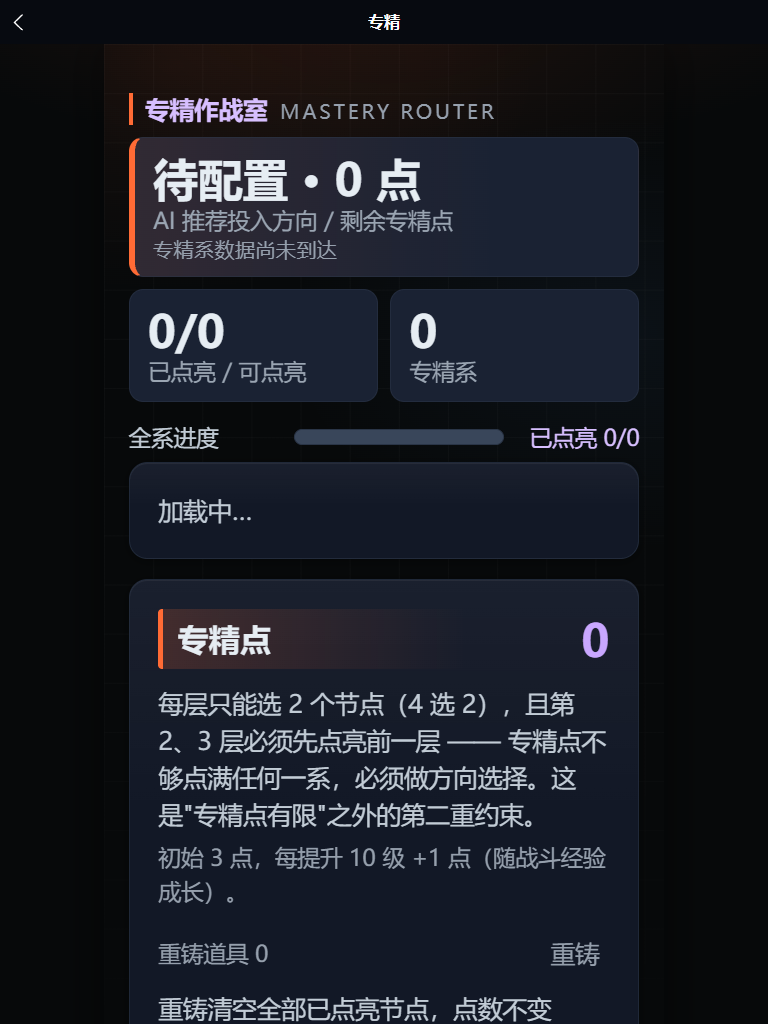 专精
专精作战室 MASTERY ROUTER
待配置 · 0 点
AI 推荐投入方向 / 剩余专精点
专精系数据尚未到达
0/0
已点亮 / 可点亮
0
专精系
全系进度
已点亮 0/0
加载中...
专精点
0
每层只能选 2 个节点（4 选 2），且第
2、3 层必须先点亮前一层 —— 专精点不
够点满任何一系，必须做方向选择。这
是"专精点有限"之外的第二重约束。
初始 3 点，每提升 10 级 +1 点（随战斗经验
成长）。
重铸道具 0
重铸
重铸清空全部已点亮节点，点数不变